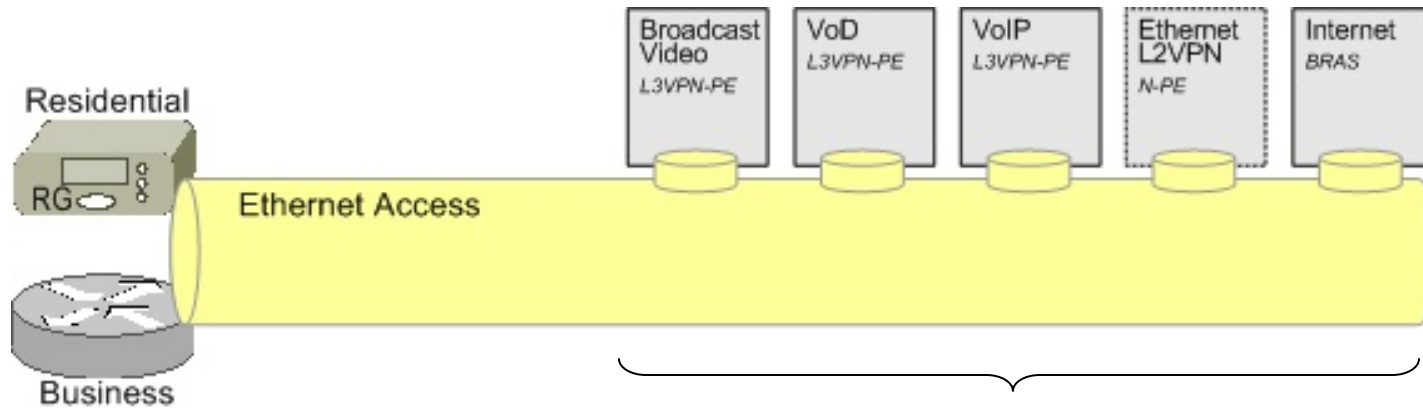 Residential
RG
Business
Ethernet Access
Broadcast
Video
L3VPN-PE
VoD
L3VPN-PE
VoIP
L3VPN-PE
Ethernet
L2VPN
N-PE
Internet
BRAS